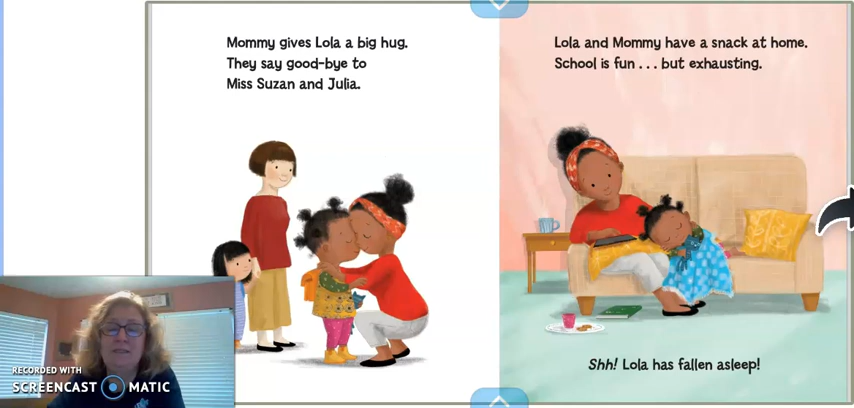 Mommy gives Lola a big hug.
They say good-bye to
Miss Suzan and Julia.
Lola and Mommy have a snack at home.
School is fun . . . but exhausting.
Shh! Lola has fallen asleep!
RECORDED WITH
SCREENCAST MATIC